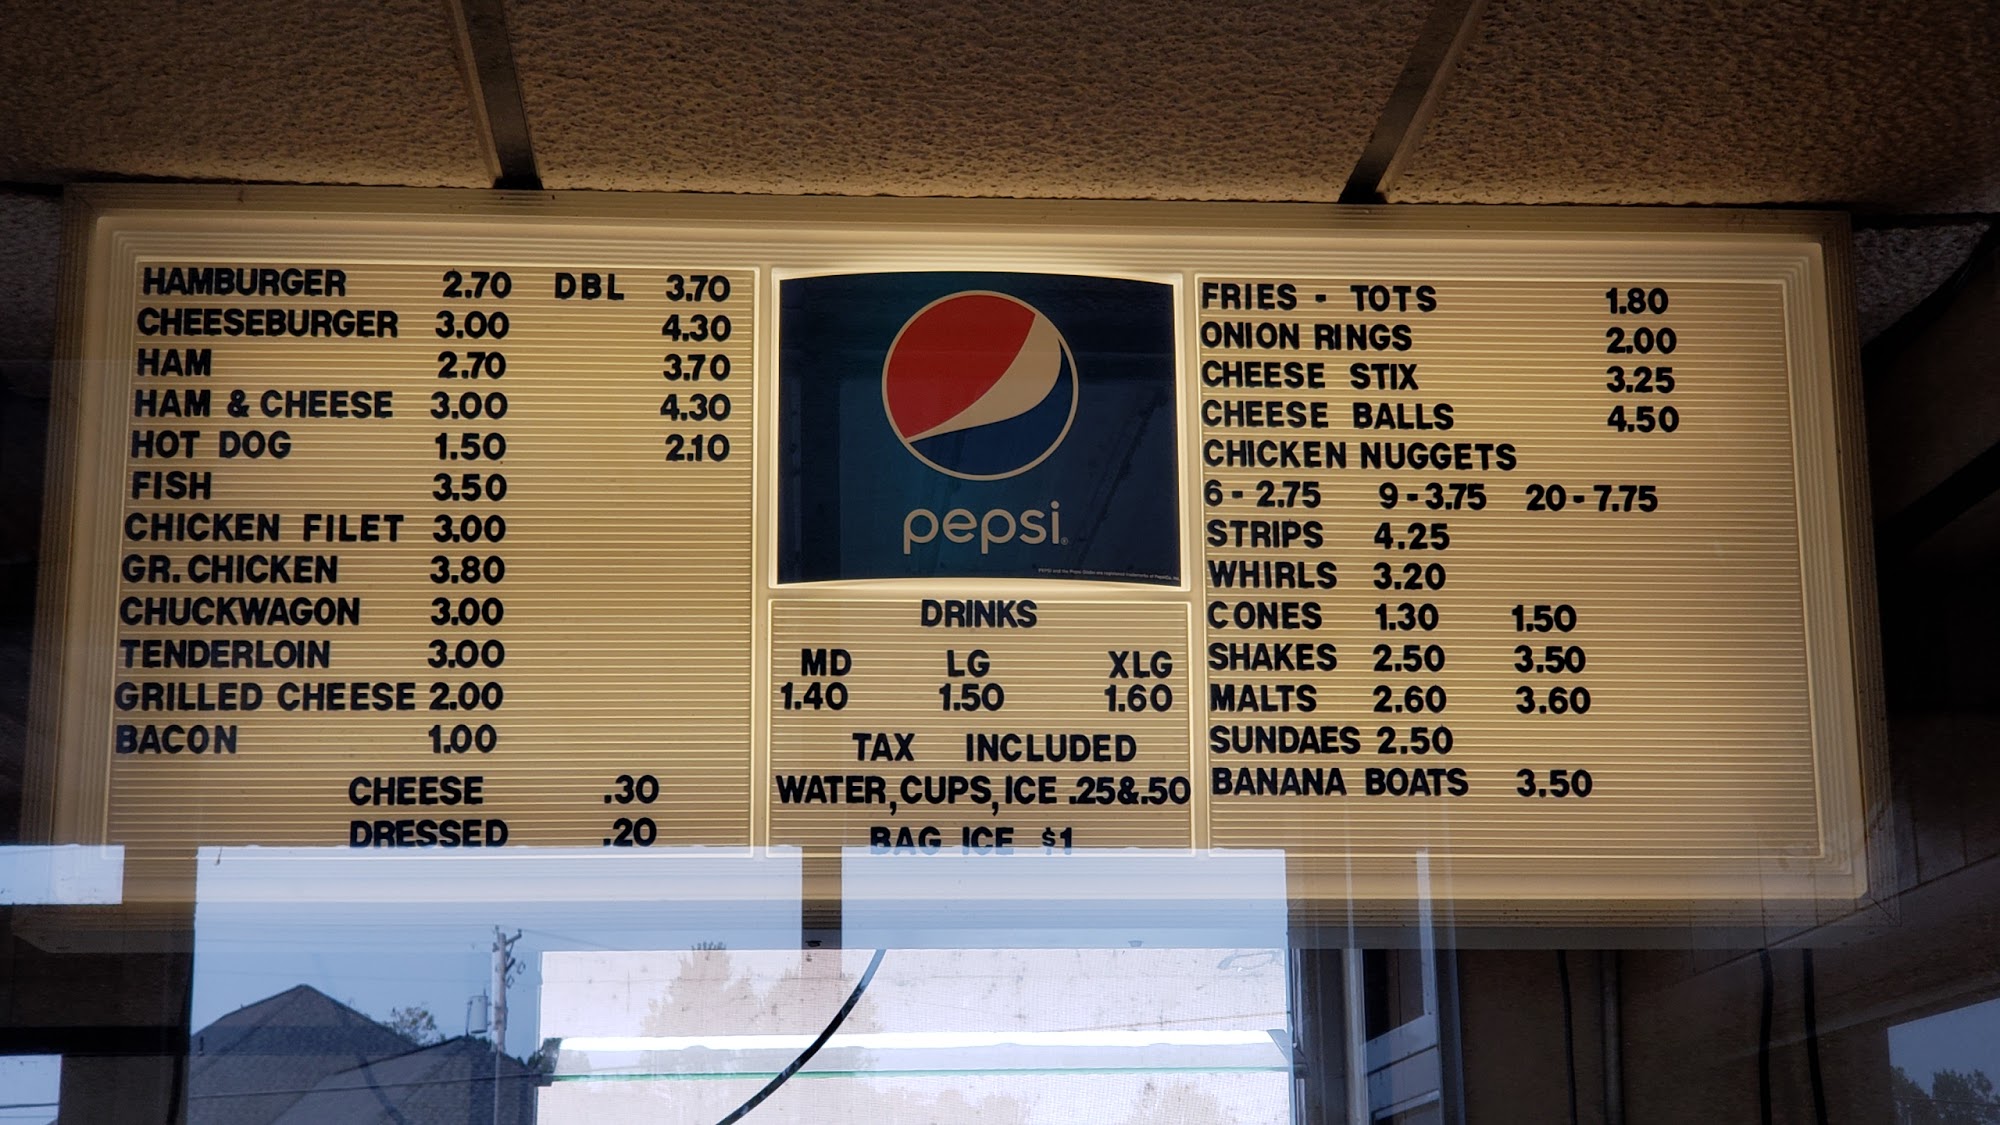 HAMBURGER 2.70 DBL 3.70
CHEESEBURGER 3.00 4.30
HAM 2.70 3.70
HAM & CHEESE 3.00 4.30
HOT DOG 1.50 2.10
FISH 3.50
CHICKEN FILET 3.00
GR. CHICKEN 3.80
CHUCKWAGON 3.00
TENDERLOIN 3.00
GRILLED CHEESE 2.00
BACON 1.00
CHEESE .30
DRESSED .20
pepsi
DRINKS
MD LG XLG
1.40 1.50 1.60
TAX INCLUDED
WATER, CUPS, ICE .25&.50
BAG ICE $1
FRIES - TOTS 1.80
ONION RINGS 2.00
CHEESE STIX 3.25
CHEESE BALLS 4.50
CHICKEN NUGGETS
6 - 2.75 9 - 3.75 20 - 7.75
STRIPS 4.25
WHIRLS 3.20
CONES 1.30 1.50
SHAKES 2.50 3.50
MALTS 2.60 3.60
SUNDAES 2.50
BANANA BOATS 3.50